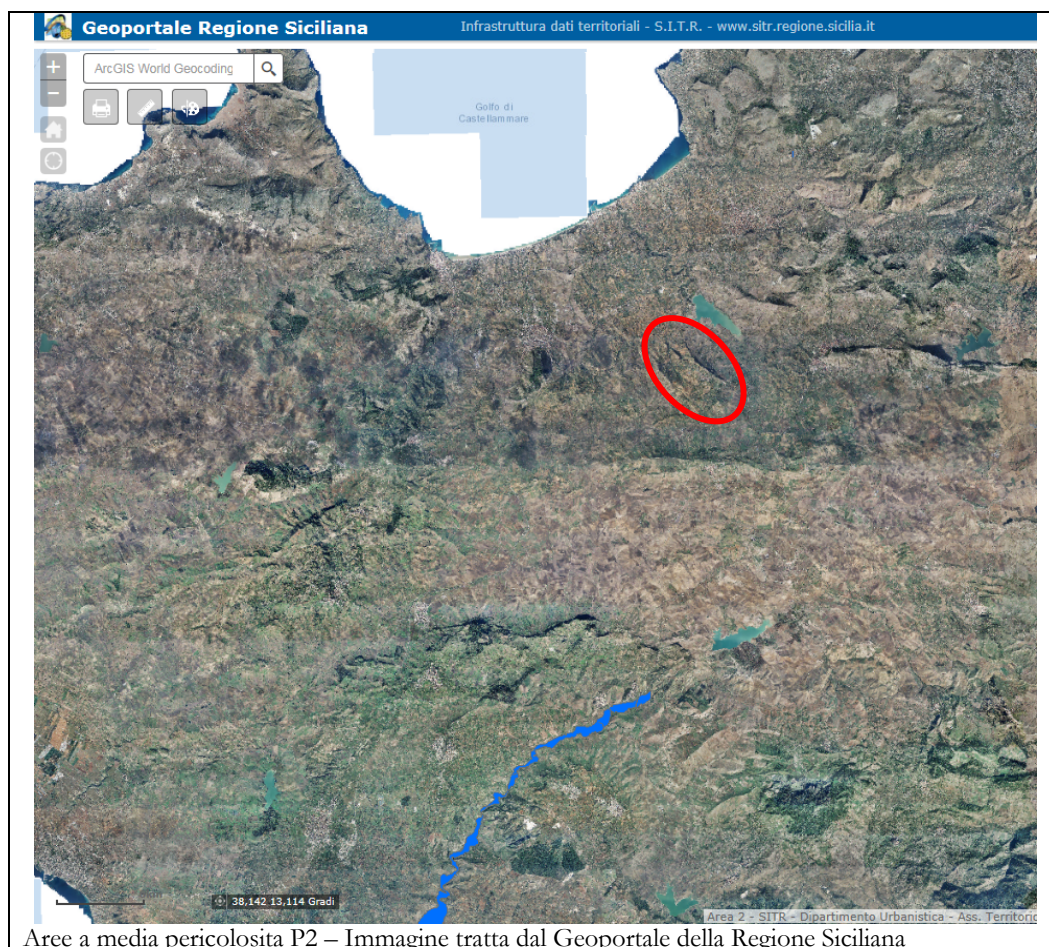 Geoportale Regione Siciliana
Infrastruttura dati territoriali - S.I.T.R. - www.sitr.regione.sicilia.it
+
ArcGIS World Geocoding
−
Golfo di
Castellammare
38,142 13,114 Gradi
Area 2 - SITR - Dipartimento Urbanistica - Ass. Territorio
Aree a media pericolosita P2 – Immagine tratta dal Geoportale della Regione Siciliana